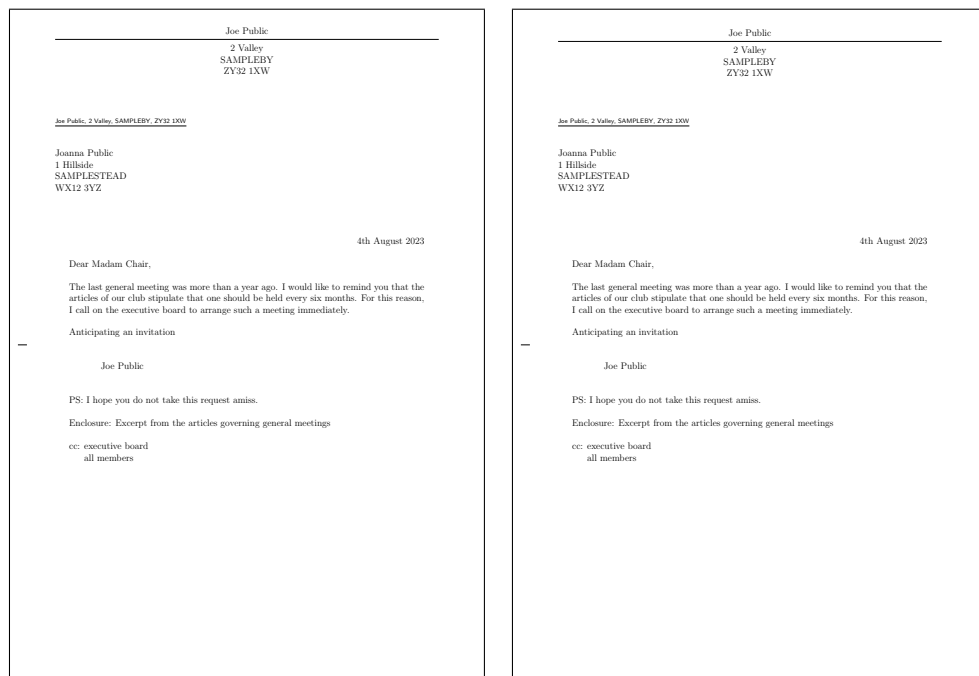 Joe Public
2 Valley
SAMPLEBY
ZY32 1XW
Joe Public, 2 Valley, SAMPLEBY, ZY32 1XW
Joanna Public
1 Hillside
SAMPLESTEAD
WX12 3YZ
4th August 2023
Dear Madam Chair,
The last general meeting was more than a year ago. I would like to remind you that the
articles of our club stipulate that one should be held every six months. For this reason,
I call on the executive board to arrange such a meeting immediately.
Anticipating an invitation
Joe Public
PS: I hope you do not take this request amiss.
Enclosure: Excerpt from the articles governing general meetings
cc: executive board
all members
Joe Public
2 Valley
SAMPLEBY
ZY32 1XW
Joe Public, 2 Valley, SAMPLEBY, ZY32 1XW
Joanna Public
1 Hillside
SAMPLESTEAD
WX12 3YZ
4th August 2023
Dear Madam Chair,
The last general meeting was more than a year ago. I would like to remind you that the
articles of our club stipulate that one should be held every six months. For this reason,
I call on the executive board to arrange such a meeting immediately.
Anticipating an invitation
Joe Public
PS: I hope you do not take this request amiss.
Enclosure: Excerpt from the articles governing general meetings
cc: executive board
all members